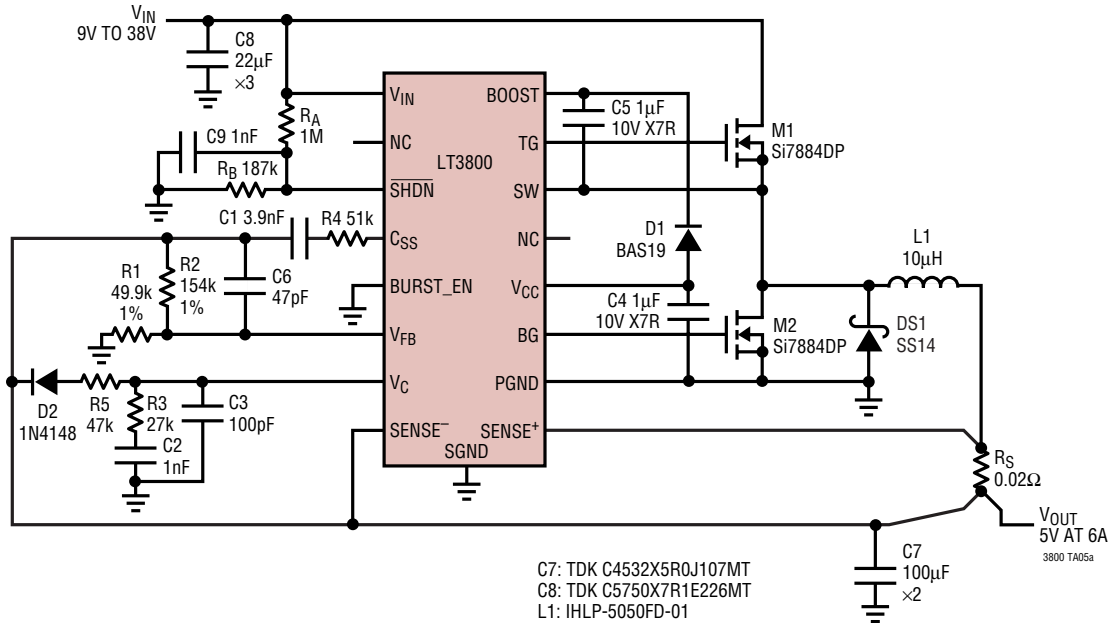 VIN
9V TO 38V
C8
22µF
×3
RA
1M
C9 1nF
RB 187k
C1 3.9nF
R4 51k
R1
49.9k
1%
R2
154k
1%
C6
47pF
D2
1N4148
R5
47k
R3
27k
C2
1nF
C3
100pF
VIN
NC
SHDN
CSS
BURST_EN
VFB
VC
SENSE–
SGND
LT3800
BOOST
TG
SW
NC
VCC
BG
PGND
SENSE+
C5 1µF
10V X7R
D1
BAS19
C4 1µF
10V X7R
M1
Si7884DP
M2
Si7884DP
L1
10µH
DS1
SS14
RS
0.02Ω
VOUT
5V AT 6A
3800 TA05a
C7
100µF
×2
C7: TDK C4532X5R0J107MT
C8: TDK C5750X7R1E226MT
L1: IHLP-5050FD-01